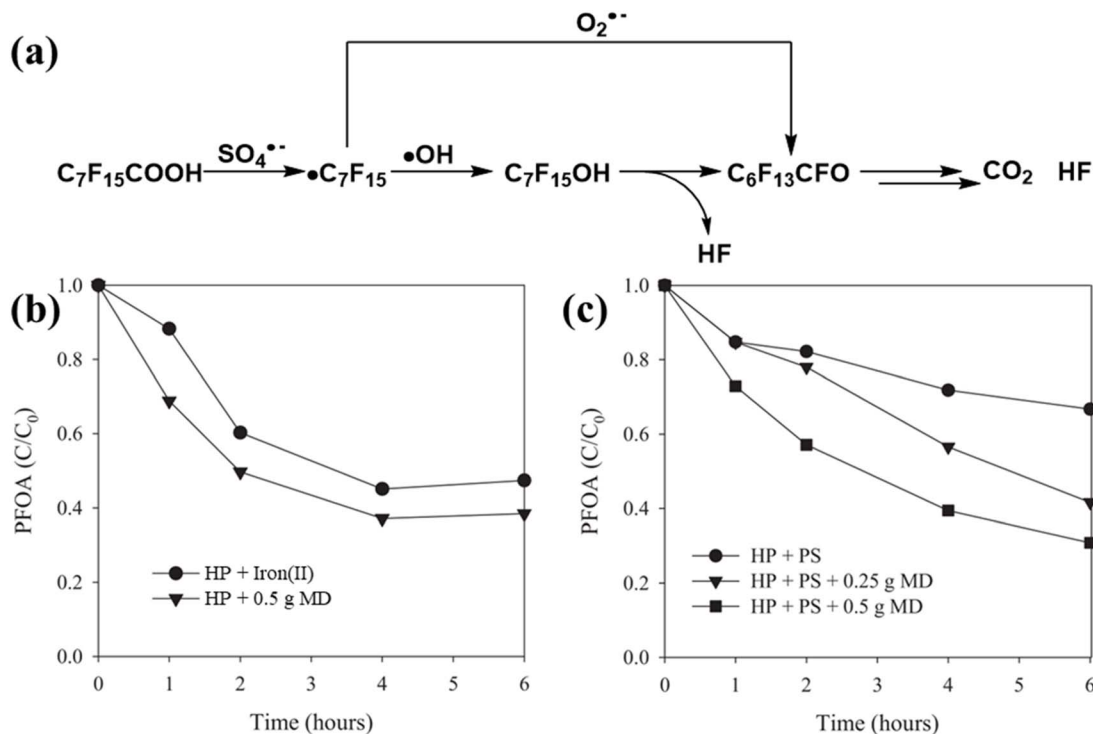 (a)
O₂•⁻
C₇F₁₅COOH SO₄•⁻ •C₇F₁₅ •OH C₇F₁₅OH C₆F₁₃CFO CO₂ HF
HF
(b)
PFOA (C/C₀)
1.0
0.8
0.6
0.4
0.2
0.0
HP + Iron(II)
HP + 0.5 g MD
0 1 2 4 5 6
Time (hours)
(c)
PFOA (C/C₀)
1.0
0.8
0.6
0.4
0.2
0.0
HP + PS
HP + PS + 0.25 g MD
HP + PS + 0.5 g MD
0 1 2 4 5 6
Time (hours)